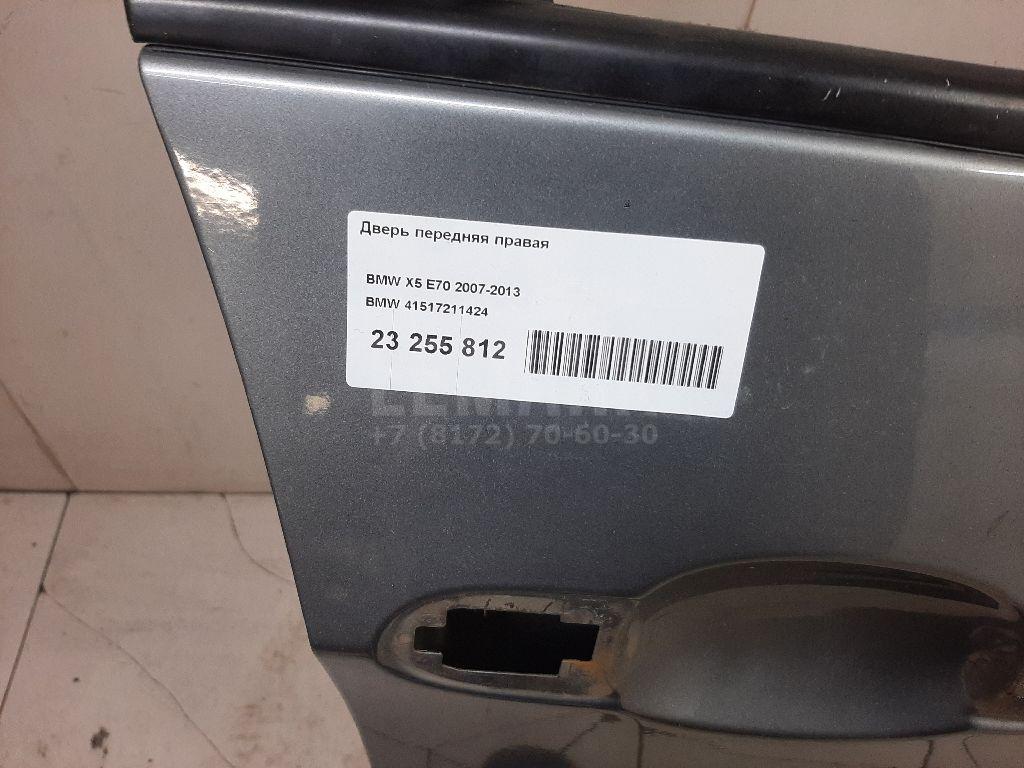 Дверь передняя правая
BMW X5 E70 2007-2013
BMW 41517211424
23 255 812
+7 (8172) 70-60-30